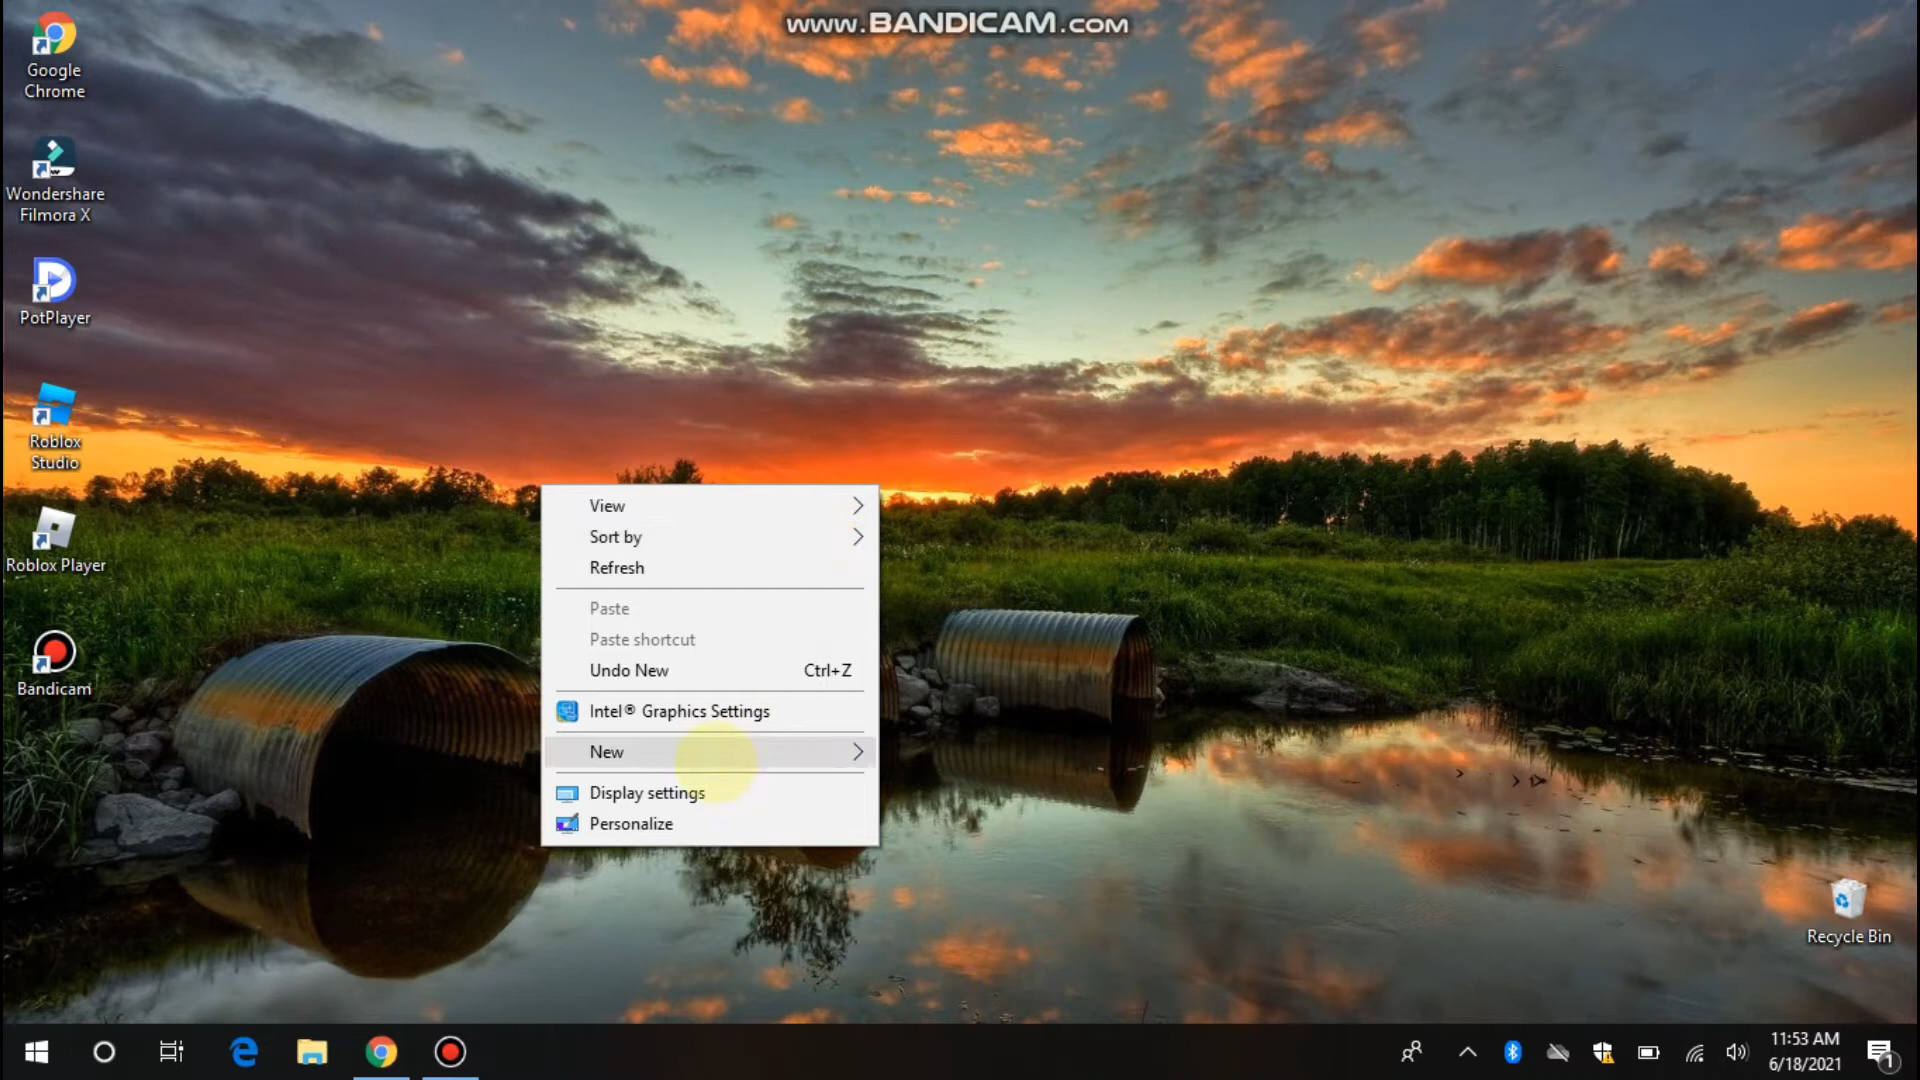 www.BANDICAM.com
Google
Chrome
Wondershare
Filmora X
PotPlayer
Roblox
Studio
Roblox Player
Bandicam
View
Sort by
Refresh
Paste
Paste shortcut
Undo New Ctrl+Z
Intel® Graphics Settings
New
Display settings
Personalize
Recycle Bin
11:53 AM
6/18/2021
1